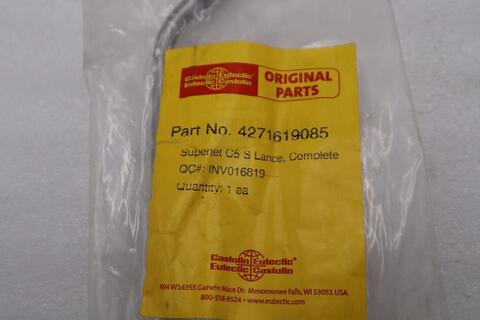 Castolin Eutectic®
Eutectic Castolin
ORIGINAL
PARTS
Part No. 4271619085
Superjet C5 S Lance, Complete
QC#: INV016819
Quantity: 1 ea
Castolin Eutectic®
Eutectic Castolin
N94 W14355 Garwin Mace Dr. Menomonee Falls, WI 53051 USA
800-558-8524 • www.eutectic.com